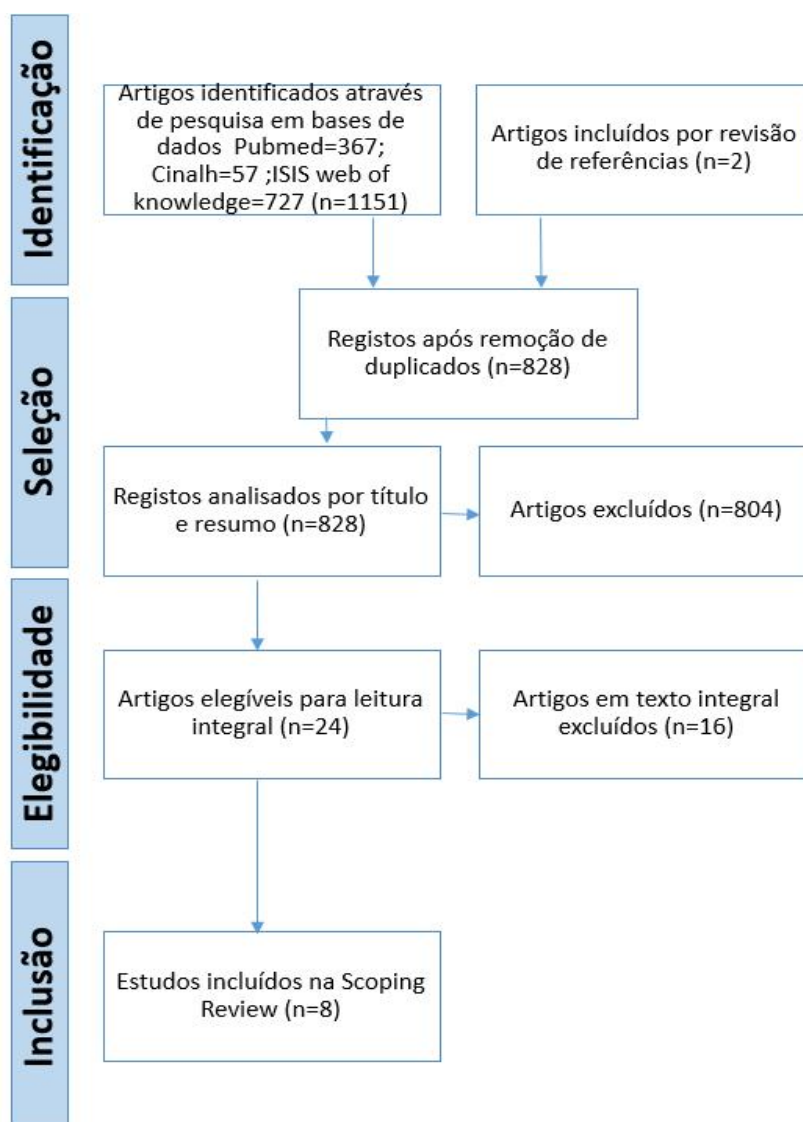 Identificação
Artigos identificados através
de pesquisa em bases de
dados Pubmed=367;
Cinalh=57 ;ISIS web of
knowledge=727 (n=1151)
Artigos incluídos por revisão
de referências (n=2)
Registos após remoção de
duplicados (n=828)
Seleção
Registos analisados por título
e resumo (n=828)
Artigos excluídos (n=804)
Elegibilidade
Artigos elegíveis para leitura
integral (n=24)
Artigos em texto integral
excluídos (n=16)
Inclusão
Estudos incluídos na Scoping
Review (n=8)